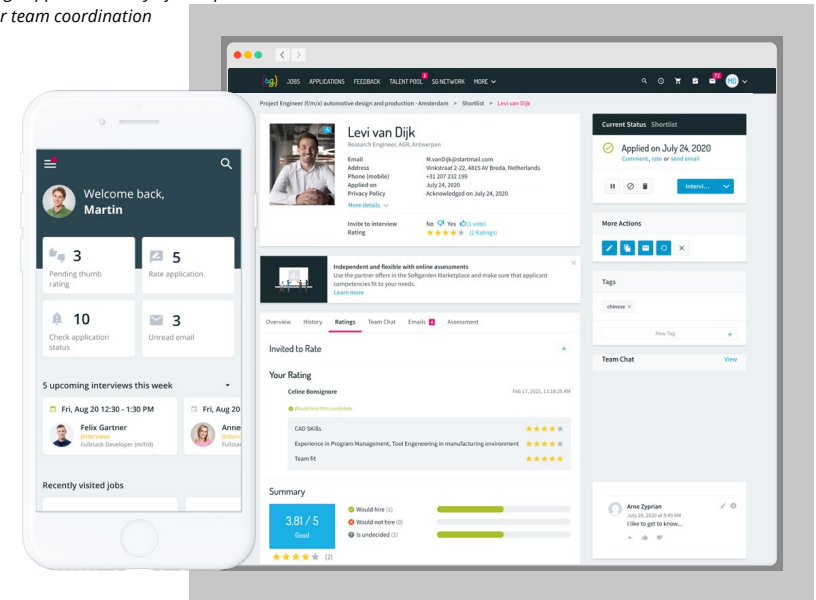 r team coordination
Welcome back,
Martin
3
Pending thumb
rating
5
Rate application
10
Check application
status
3
Unread email
5 upcoming interviews this week
Fri, Aug 20 12:30 - 1:30 PM
Felix Gartner
(Interview)
Fullstack Developer (m/f/d)
Fri, Aug 20
Anne
Recently visited jobs
JOBS APPLICATIONS FEEDBACK TALENT POOL SG NETWORK MORE
MD
Project Engineer (f/m/x) automotive design and production - Amsterdam > Shortlist > Levi van Dijk
Levi van Dijk
Research Engineer, AGR, Antwerpen
Email M.vanDijk@startmail.com
Address Vinkstraat 2-22, 4815 AV Breda, Netherlands
Phone (mobile) +31 207 232 199
Applied on July 24, 2020
Privacy Policy Acknowledged on July 24, 2020
More details
Invite to interview No Yes (1 vote)
Rating (2 Ratings)
Independent and flexible with online assessments
Use the partner offers in the Softgarden Marketplace and make sure that applicant
competencies fit to your needs.
Learn more
Overview History Ratings Team Chat Emails 4 Assessment
Invited to Rate
Your Rating
Celine Bonsignore Feb 17, 2021, 11:18:25 AM
Would hire this candidate
CAD SKills
Experience in Program Management, Tool Engeneering in manufacturing environment
Team fit
Summary
3.81 / 5
Good
(2)
Would hire (1)
Would not hire (0)
Is undecided (1)
Current Status Shortlist
Applied on July 24, 2020
Comment, rate or send email
Intervi...
More Actions
Tags
chinese ×
New Tag +
Team Chat View
Arne Zyprian
July 28, 2020 at 9:45 AM
I like to get to know...